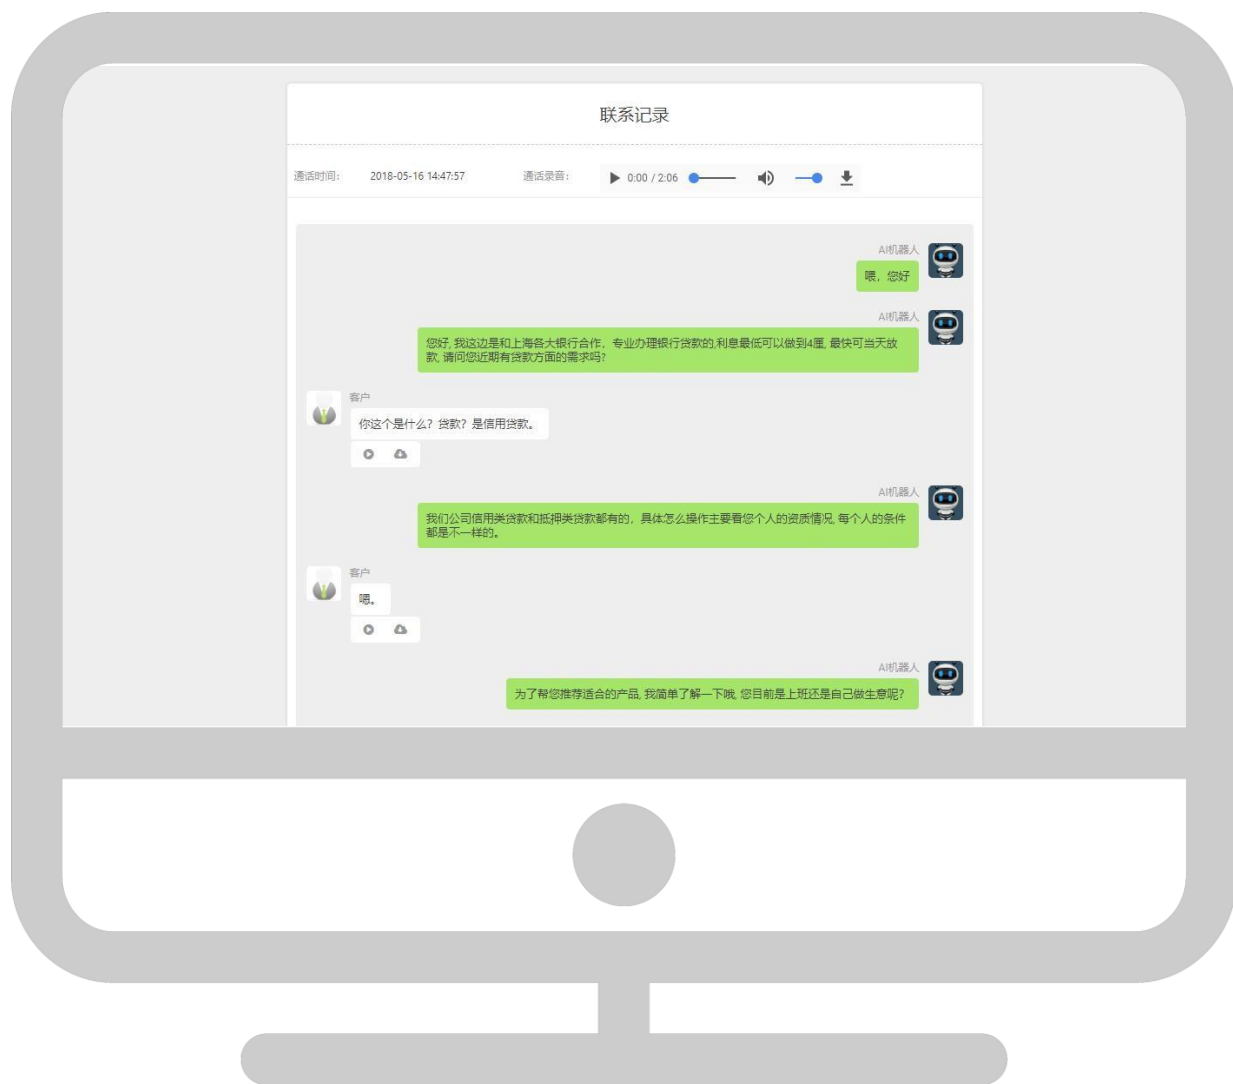 联系记录
通话时间: 2018-05-16 14:47:57 通话录音: 0:00 / 2:06
AI机器人
喂，您好
AI机器人
您好, 我这边是和上海各大银行合作，专业办理银行贷款的,利息最低可以做到4厘, 最快可当天放
款, 请问您近期有贷款方面的需求吗?
客户
你这个是什么？贷款？是信用贷款。
AI机器人
我们公司信用类贷款和抵押类贷款都有的，具体怎么操作主要看您个人的资质情况, 每个人的条件
都是不一样的。
客户
嗯。
AI机器人
为了帮您推荐适合的产品, 我简单了解一下哦, 您目前是上班还是自己做生意呢?